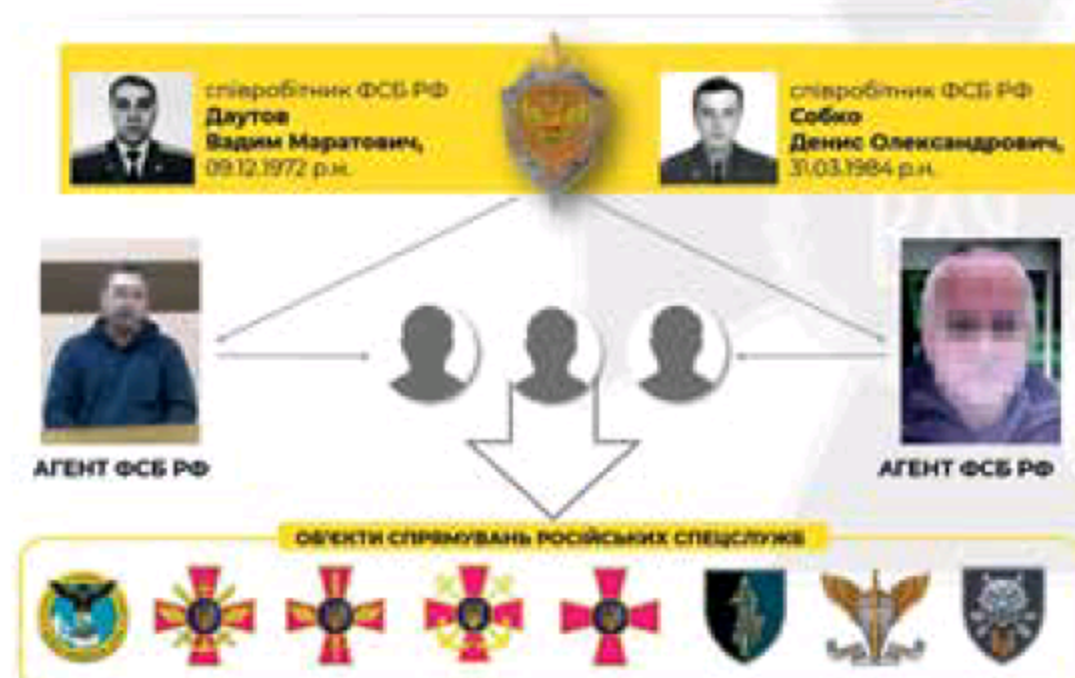 співробітник ФСБ РФ
Даутов
Вадим Маратович,
09.12.1972 р.н.
співробітник ФСБ РФ
Собко
Денис Олександрович,
31.03.1984 р.н.
АГЕНТ ФСБ РФ
АГЕНТ ФСБ РФ
ОБ'ЄКТИ СПРЯМУВАНЬ РОСІЙСЬКИХ СПЕЦСЛУЖБ